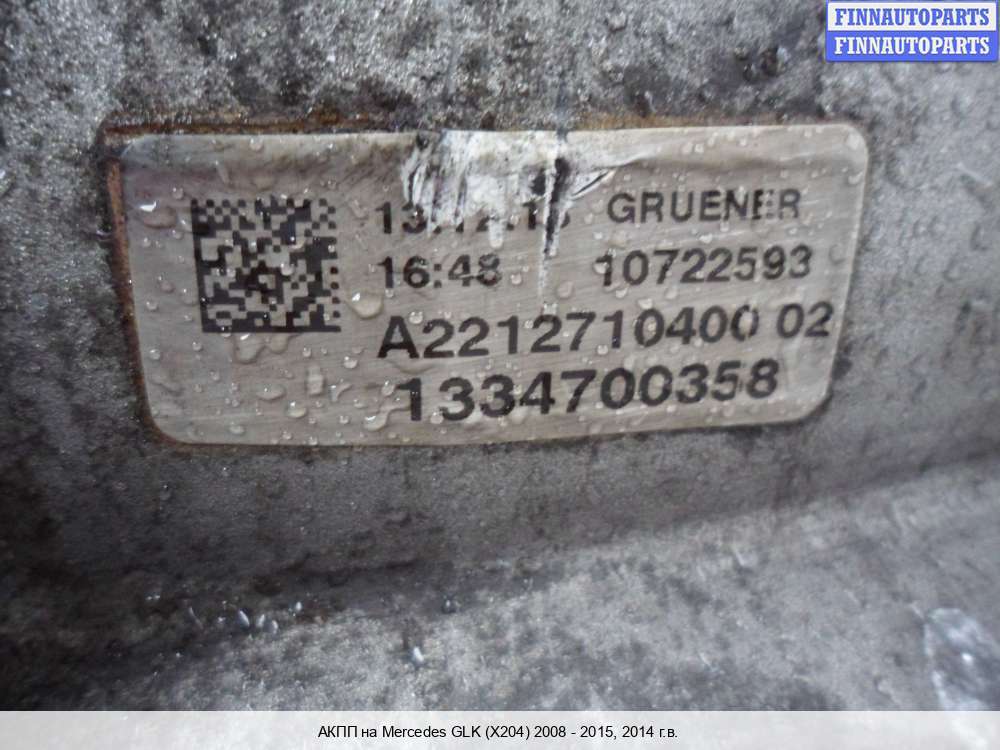 FINNAUTOPARTS
FINNAUTOPARTS
GRUENER
16:48 10722593
A2212710400 02
1334700358
АКПП на Mercedes GLK (X204) 2008 - 2015, 2014 г.в.